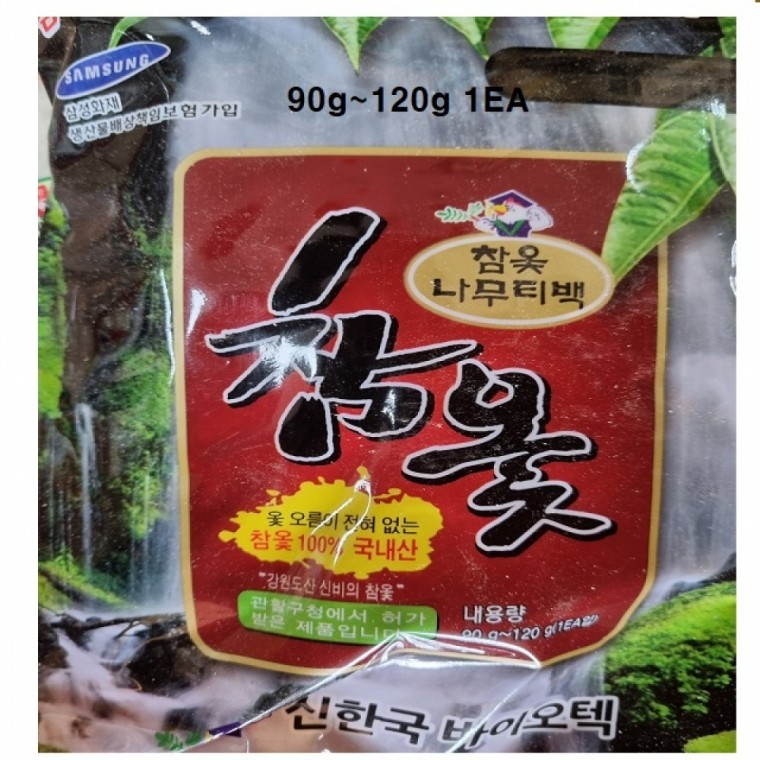 SAMSUNG
삼성화재
생산물배상책임보험가입
90g~120g 1EA
참옻
나무티백
참옻
옻 오름이 전혀 없는
참옻 100% 국내산
"강원도산 신비의 참옻"
관할구청에서 허가
받은 제품입니다
내용량
90 g~120 g(1EA입)
신한국 바이오텍